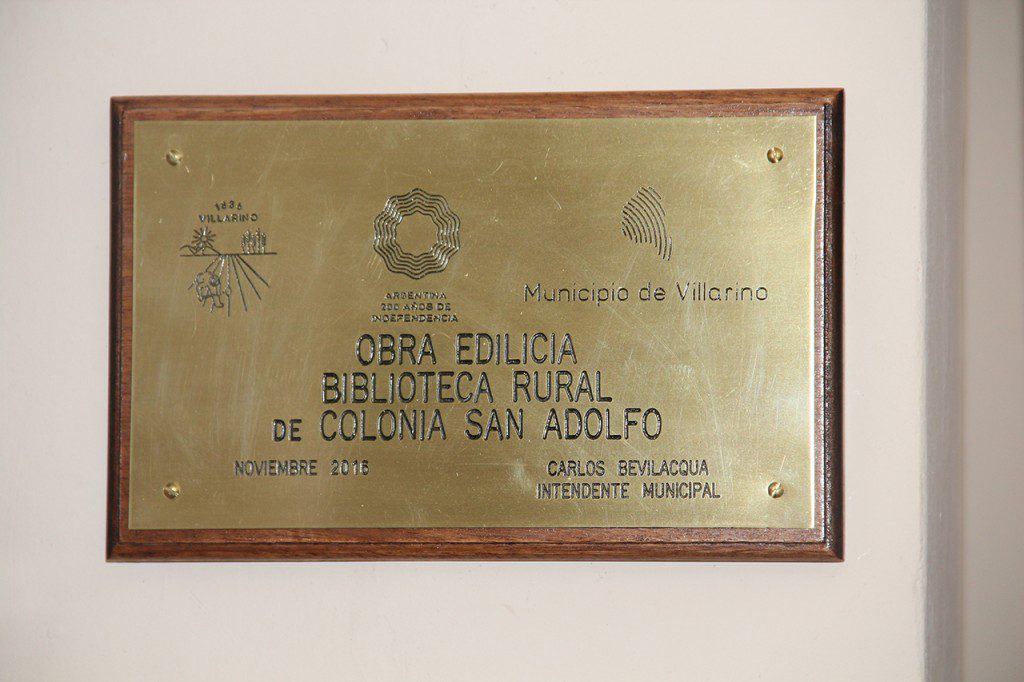 1886
VILLARINO
ARGENTINA
200 AÑOS DE
INDEPENDENCIA
Municipio de Villarino
OBRA EDILICIA
BIBLIOTECA RURAL
DE COLONIA SAN ADOLFO
NOVIEMBRE 2016
CARLOS BEVILACQUA
INTENDENTE MUNICIPAL